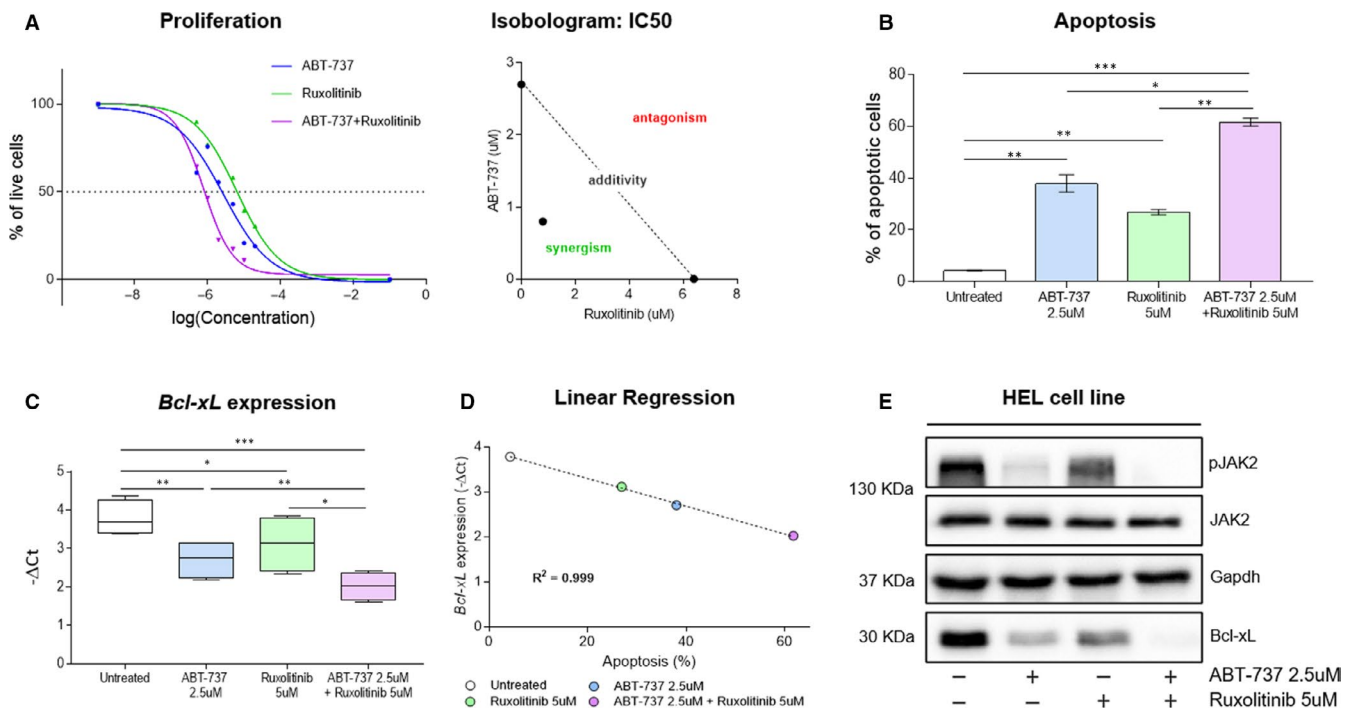 A
Proliferation
ABT-737
Ruxolitinib
ABT-737+Ruxolitinib
100
50
0
% of live cells
−8
−6
−4
−2
0
log(Concentration)
Isobologram: IC50
3
2
1
0
ABT-737 (uM)
antagonism
additivity
synergism
0
2
4
6
8
Ruxolitinib (uM)
B
Apoptosis
80
60
40
20
0
% of apoptotic cells
***
*
**
**
**
Untreated
ABT-737
2.5uM
Ruxolitinib
5uM
ABT-737 2.5uM
+Ruxolitinib 5uM
C
Bcl-xL expression
***
*
**
**
*
5
4
3
2
1
0
-ΔCt
Untreated
ABT-737
2.5uM
Ruxolitinib
5uM
ABT-737 2.5uM
+ Ruxolitinib 5uM
D
Linear Regression
4
3
2
1
0
Bcl-xL expression (-ΔCt)
R² = 0.999
0
20
40
60
Apoptosis (%)
Untreated
ABT-737 2.5uM
Ruxolitinib 5uM
ABT-737 2.5uM + Ruxolitinib 5uM
E
HEL cell line
pJAK2
130 KDa
JAK2
37 KDa
Gapdh
30 KDa
Bcl-xL
− + − + ABT-737 2.5uM
− − + + Ruxolitinib 5uM